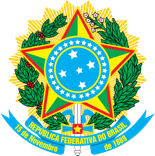 REPÚBLICA FEDERATIVA DO BRASIL
15 de Novembro
de 1889